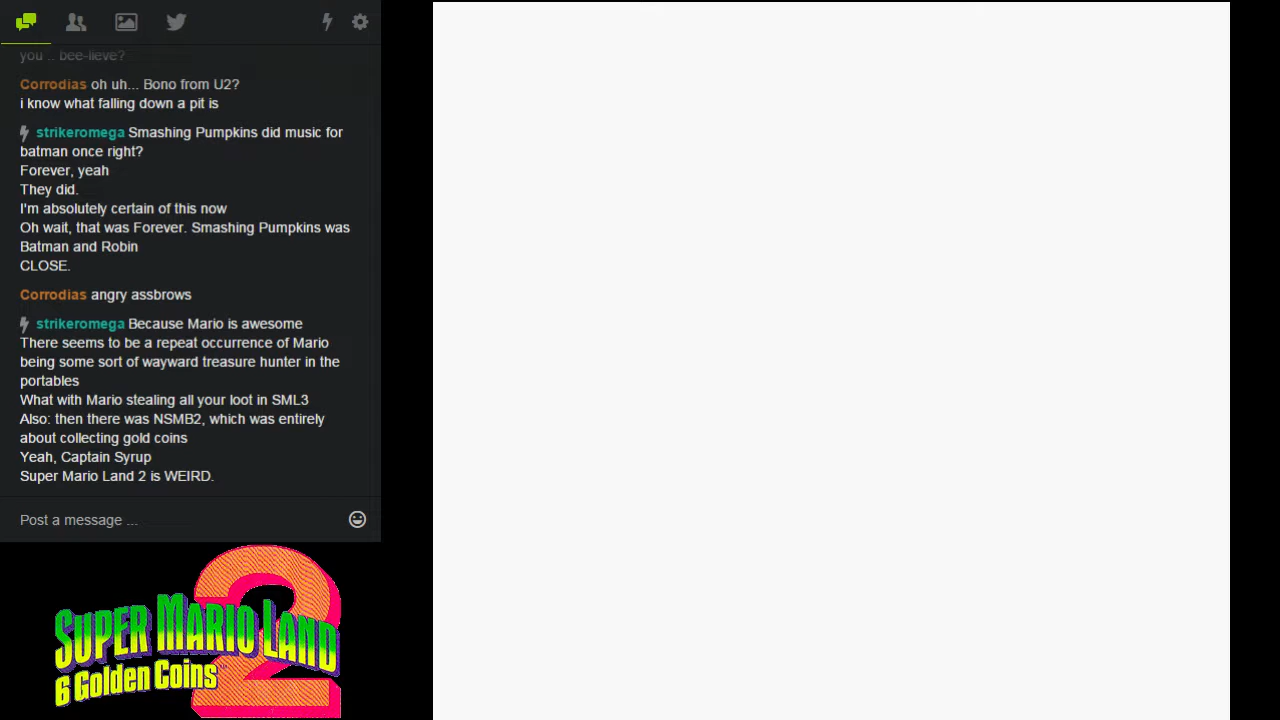 you .. bee-lieve?
Corrodias oh uh... Bono from U2?
i know what falling down a pit is
strikeromega Smashing Pumpkins did music for
batman once right?
Forever, yeah
They did.
I'm absolutely certain of this now
Oh wait, that was Forever. Smashing Pumpkins was
Batman and Robin
CLOSE.
Corrodias angry assbrows
strikeromega Because Mario is awesome
There seems to be a repeat occurrence of Mario
being some sort of wayward treasure hunter in the
portables
What with Mario stealing all your loot in SML3
Also: then there was NSMB2, which was entirely
about collecting gold coins
Yeah, Captain Syrup
Super Mario Land 2 is WEIRD.
Post a message ...
SUPER MARIO LAND
2
6 GOLDEN COINS